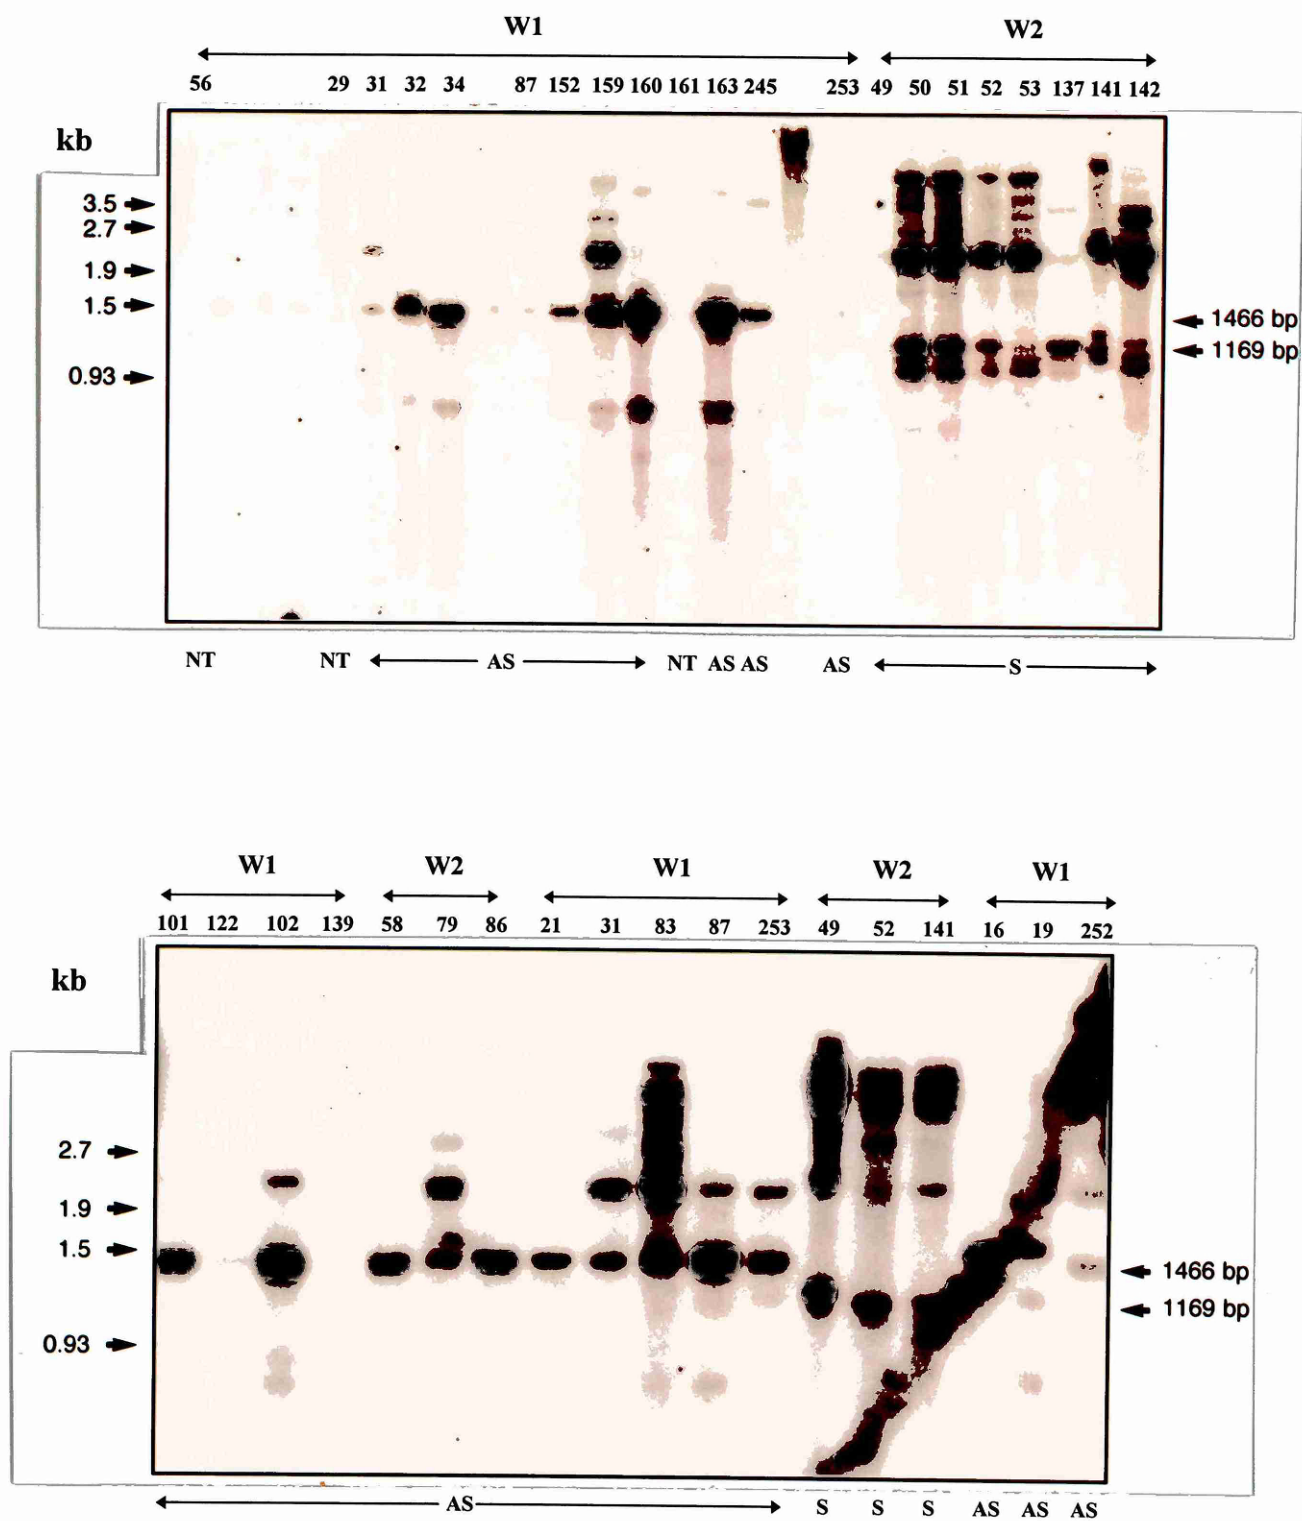 W1 W2
56 29 31 32 34 87 152 159 160 161 163 245 253 49 50 51 52 53 137 141 142
kb
3.5
2.7
1.9
1.5
1466 bp
1169 bp
0.93
NT NT AS NT AS AS AS S
W1 W2 W1 W2 W1
101 122 102 139 58 79 86 21 31 83 87 253 49 52 141 16 19 252
kb
2.7
1.9
1.5
1466 bp
1169 bp
0.93
AS S S S AS AS AS